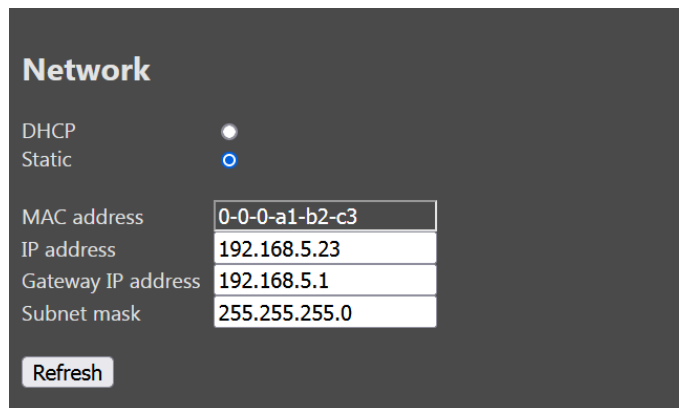 Network
DHCP
Static
MAC address 0-0-0-a1-b2-c3
IP address 192.168.5.23
Gateway IP address 192.168.5.1
Subnet mask 255.255.255.0
Refresh